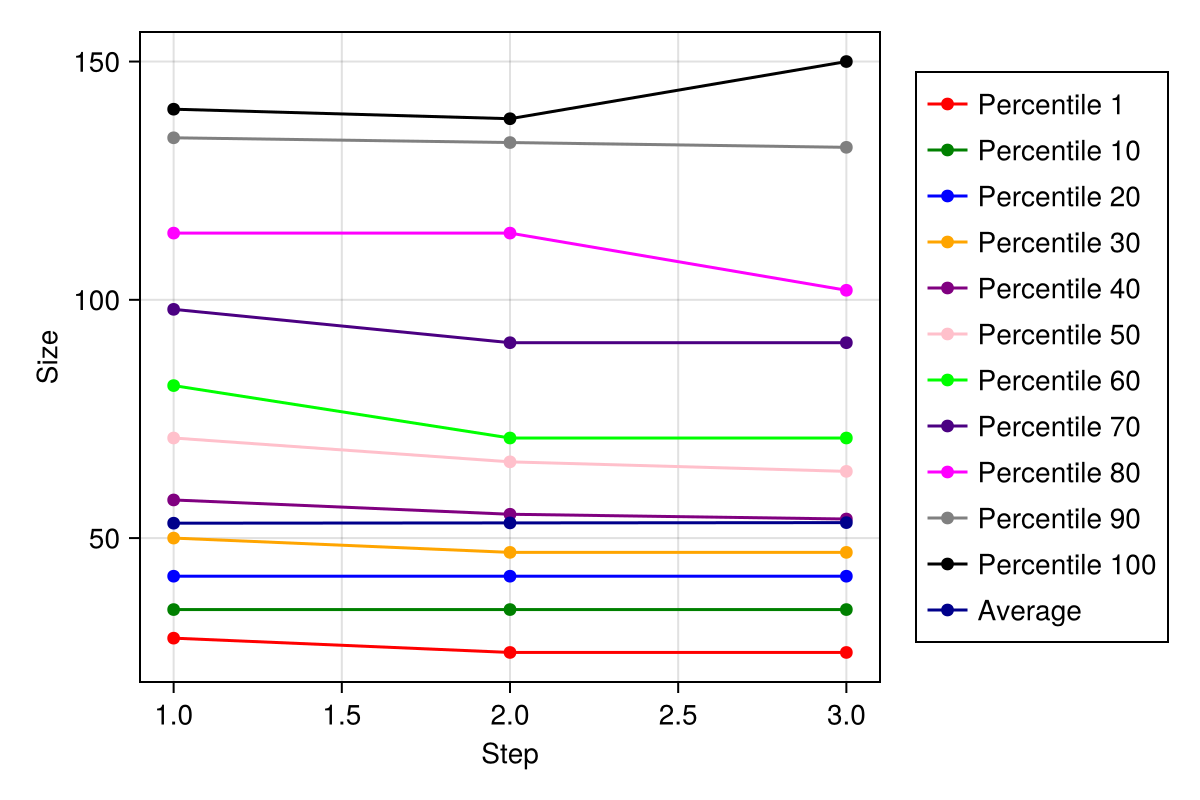 150
100
50
Size
1.0 1.5 2.0 2.5 3.0
Step
Percentile 1
Percentile 10
Percentile 20
Percentile 30
Percentile 40
Percentile 50
Percentile 60
Percentile 70
Percentile 80
Percentile 90
Percentile 100
Average